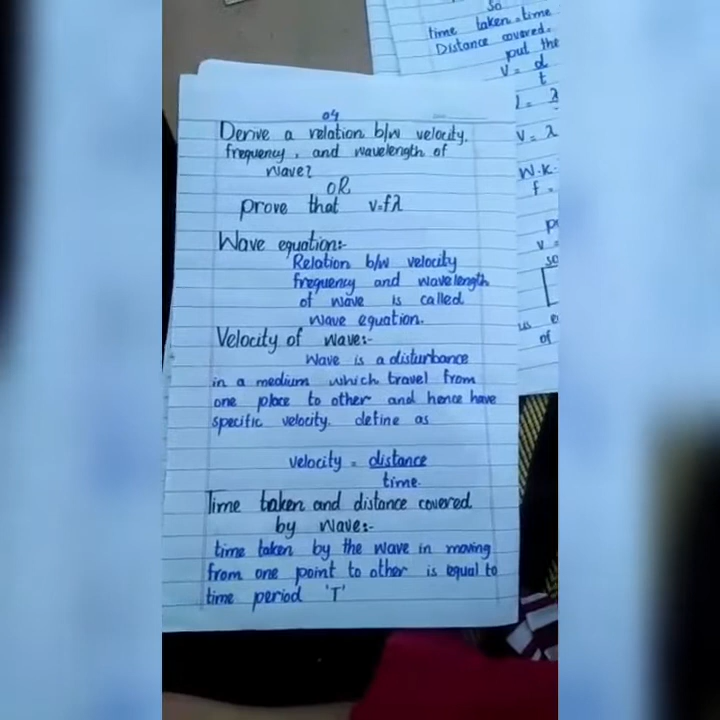 04
Derive a relation b/w velocity,
frequency, and wavelength of
wave?
OR
prove that v=fλ
Wave equation:-
Relation b/w velocity
frequency and wavelength
of wave is called
wave equation.
Velocity of wave:-
Wave is a disturbance
in a medium which travel from
one place to other and hence have
specific velocity. define as
velocity = distance
time.
Time taken and distance covered
by wave:-
time taken by the wave in moving
from one point to other is equal to
time period 'T'
So
time taken = time
Distance covered =
put the
v = d
t
v = λ
W.K.
f =
v =
so
of